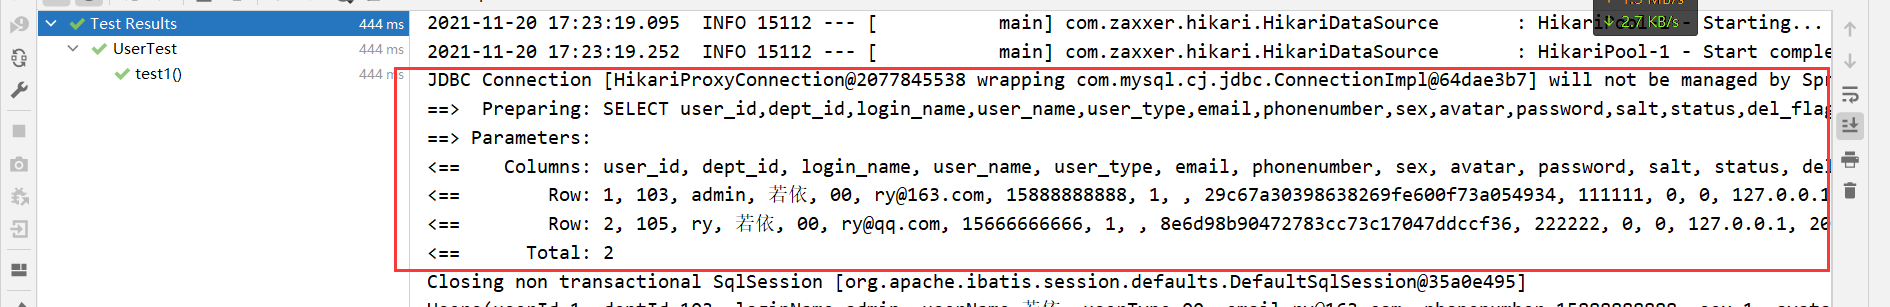 Test Results 444 ms
UserTest 444 ms
test1() 444 ms
2021-11-20 17:23:19.095 INFO 15112 --- [ main] com.zaxxer.hikari.HikariDataSource : HikariPool-1 - Starting...
↓ 2.7 KB/s
2021-11-20 17:23:19.252 INFO 15112 --- [ main] com.zaxxer.hikari.HikariDataSource : HikariPool-1 - Start comple
JDBC Connection [HikariProxyConnection@2077845538 wrapping com.mysql.cj.jdbc.ConnectionImpl@64dae3b7] will not be managed by Spr
==> Preparing: SELECT user_id,dept_id,login_name,user_name,user_type,email,phonenumber,sex,avatar,password,salt,status,del_flag
==> Parameters:
<== Columns: user_id, dept_id, login_name, user_name, user_type, email, phonenumber, sex, avatar, password, salt, status, del
<== Row: 1, 103, admin, 若依, 00, ry@163.com, 15888888888, 1, , 29c67a30398638269fe600f73a054934, 111111, 0, 0, 127.0.0.1
<== Row: 2, 105, ry, 若依, 00, ry@qq.com, 15666666666, 1, , 8e6d98b90472783cc73c17047ddccf36, 222222, 0, 0, 127.0.0.1, 20
<== Total: 2
Closing non transactional SqlSession [org.apache.ibatis.session.defaults.DefaultSqlSession@35a0e495]